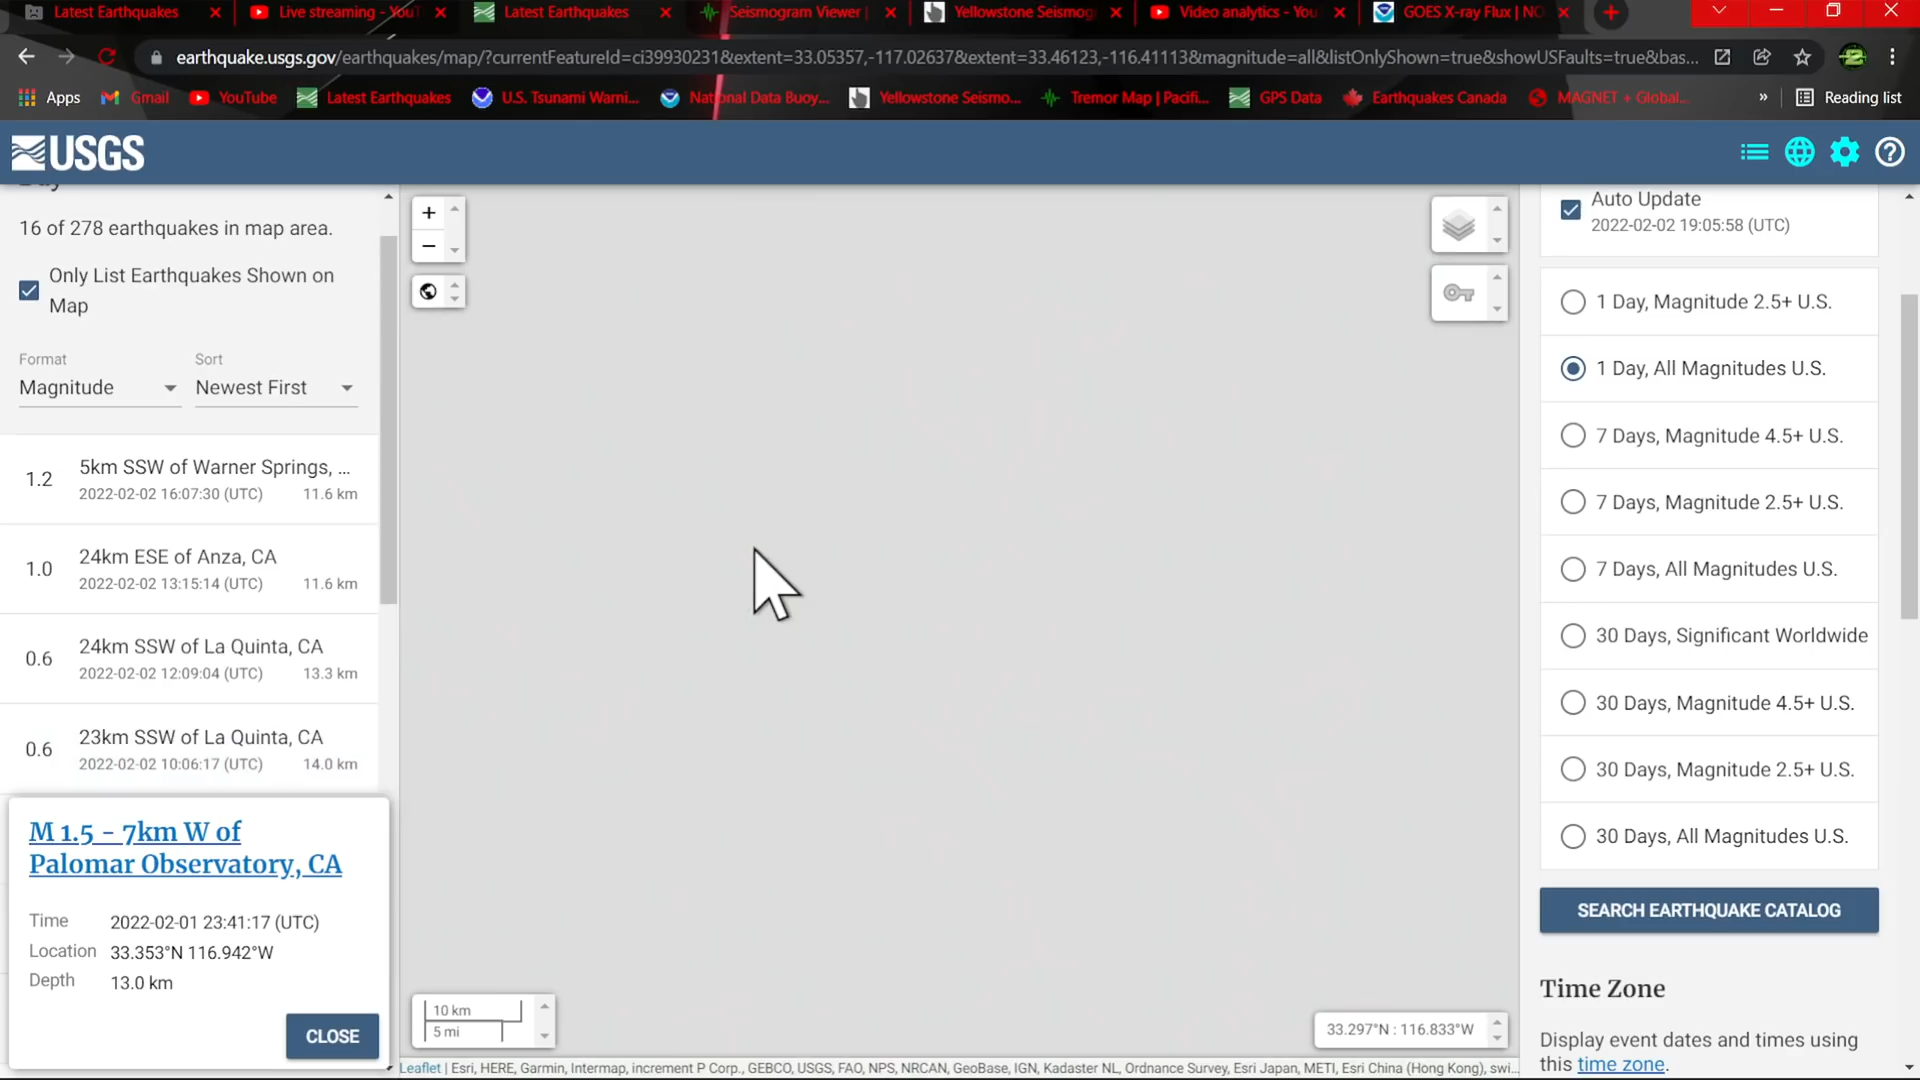 Latest Earthquakes
Live streaming - YouT
Latest Earthquakes
Seismogram Viewer |
Yellowstone Seismog
Video analytics - You
GOES X-ray Flux | NO
earthquake.usgs.gov/earthquakes/map/?currentFeatureId=ci39930231&extent=33.05357,-117.02637&extent=33.46123,-116.41113&magnitude=all&listOnlyShown=true&showUSFaults=true&bas...
Apps
Gmail
YouTube
Latest Earthquakes
U.S. Tsunami Warni...
National Data Buoy...
Yellowstone Seismo...
Tremor Map | Pacifi...
GPS Data
Earthquakes Canada
MAGNET + Global...
»
Reading list
USGS
Day
16 of 278 earthquakes in map area.
Only List Earthquakes Shown on
Map
Format
Sort
Magnitude
Newest First
1.2
5km SSW of Warner Springs, ...
2022-02-02 16:07:30 (UTC)
11.6 km
1.0
24km ESE of Anza, CA
2022-02-02 13:15:14 (UTC)
11.6 km
0.6
24km SSW of La Quinta, CA
2022-02-02 12:09:04 (UTC)
13.3 km
0.6
23km SSW of La Quinta, CA
2022-02-02 10:06:17 (UTC)
14.0 km
M 1.5 - 7km W of
Palomar Observatory, CA
Time
2022-02-01 23:41:17 (UTC)
Location
33.353°N 116.942°W
Depth
13.0 km
CLOSE
+
−
10 km
5 mi
33.297°N : 116.833°W
Leaflet | Esri, HERE, Garmin, Intermap, increment P Corp., GEBCO, USGS, FAO, NPS, NRCAN, GeoBase, IGN, Kadaster NL, Ordnance Survey, Esri Japan, METI, Esri China (Hong Kong), swi...
Auto Update
2022-02-02 19:05:58 (UTC)
1 Day, Magnitude 2.5+ U.S.
1 Day, All Magnitudes U.S.
7 Days, Magnitude 4.5+ U.S.
7 Days, Magnitude 2.5+ U.S.
7 Days, All Magnitudes U.S.
30 Days, Significant Worldwide
30 Days, Magnitude 4.5+ U.S.
30 Days, Magnitude 2.5+ U.S.
30 Days, All Magnitudes U.S.
SEARCH EARTHQUAKE CATALOG
Time Zone
Display event dates and times using
this time zone.